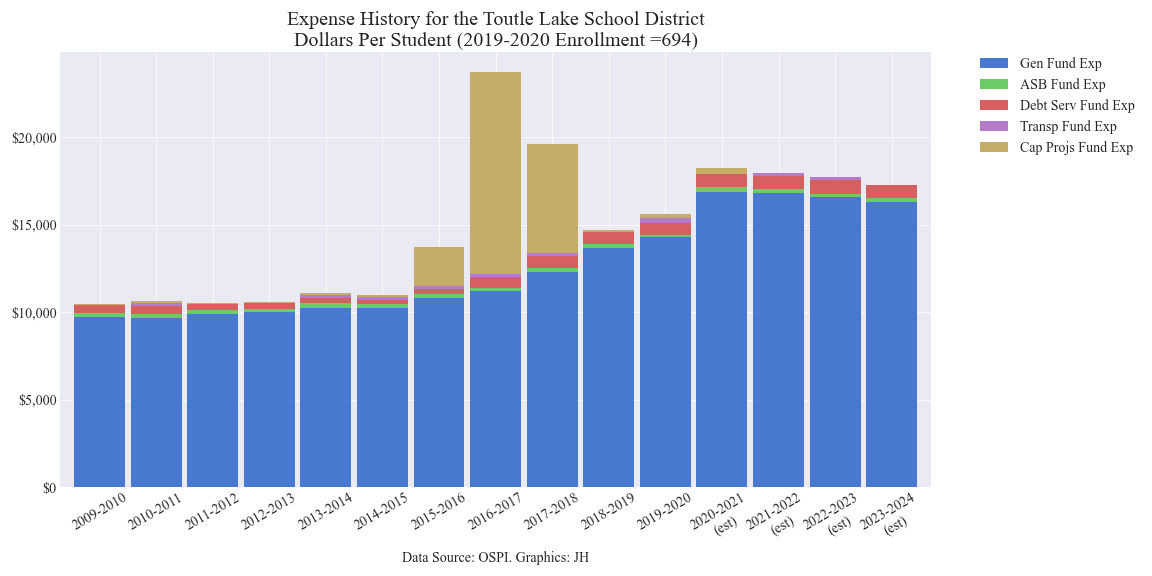 Expense History for the Toutle Lake School District
Dollars Per Student (2019-2020 Enrollment =694)
Gen Fund Exp
ASB Fund Exp
Debt Serv Fund Exp
Transp Fund Exp
Cap Projs Fund Exp
$20,000
$15,000
$10,000
$5,000
$0
2009-2010
2010-2011
2011-2012
2012-2013
2013-2014
2014-2015
2015-2016
2016-2017
2017-2018
2018-2019
2019-2020
2020-2021
(est)
2021-2022
(est)
2022-2023
(est)
2023-2024
(est)
Data Source: OSPI. Graphics: JH